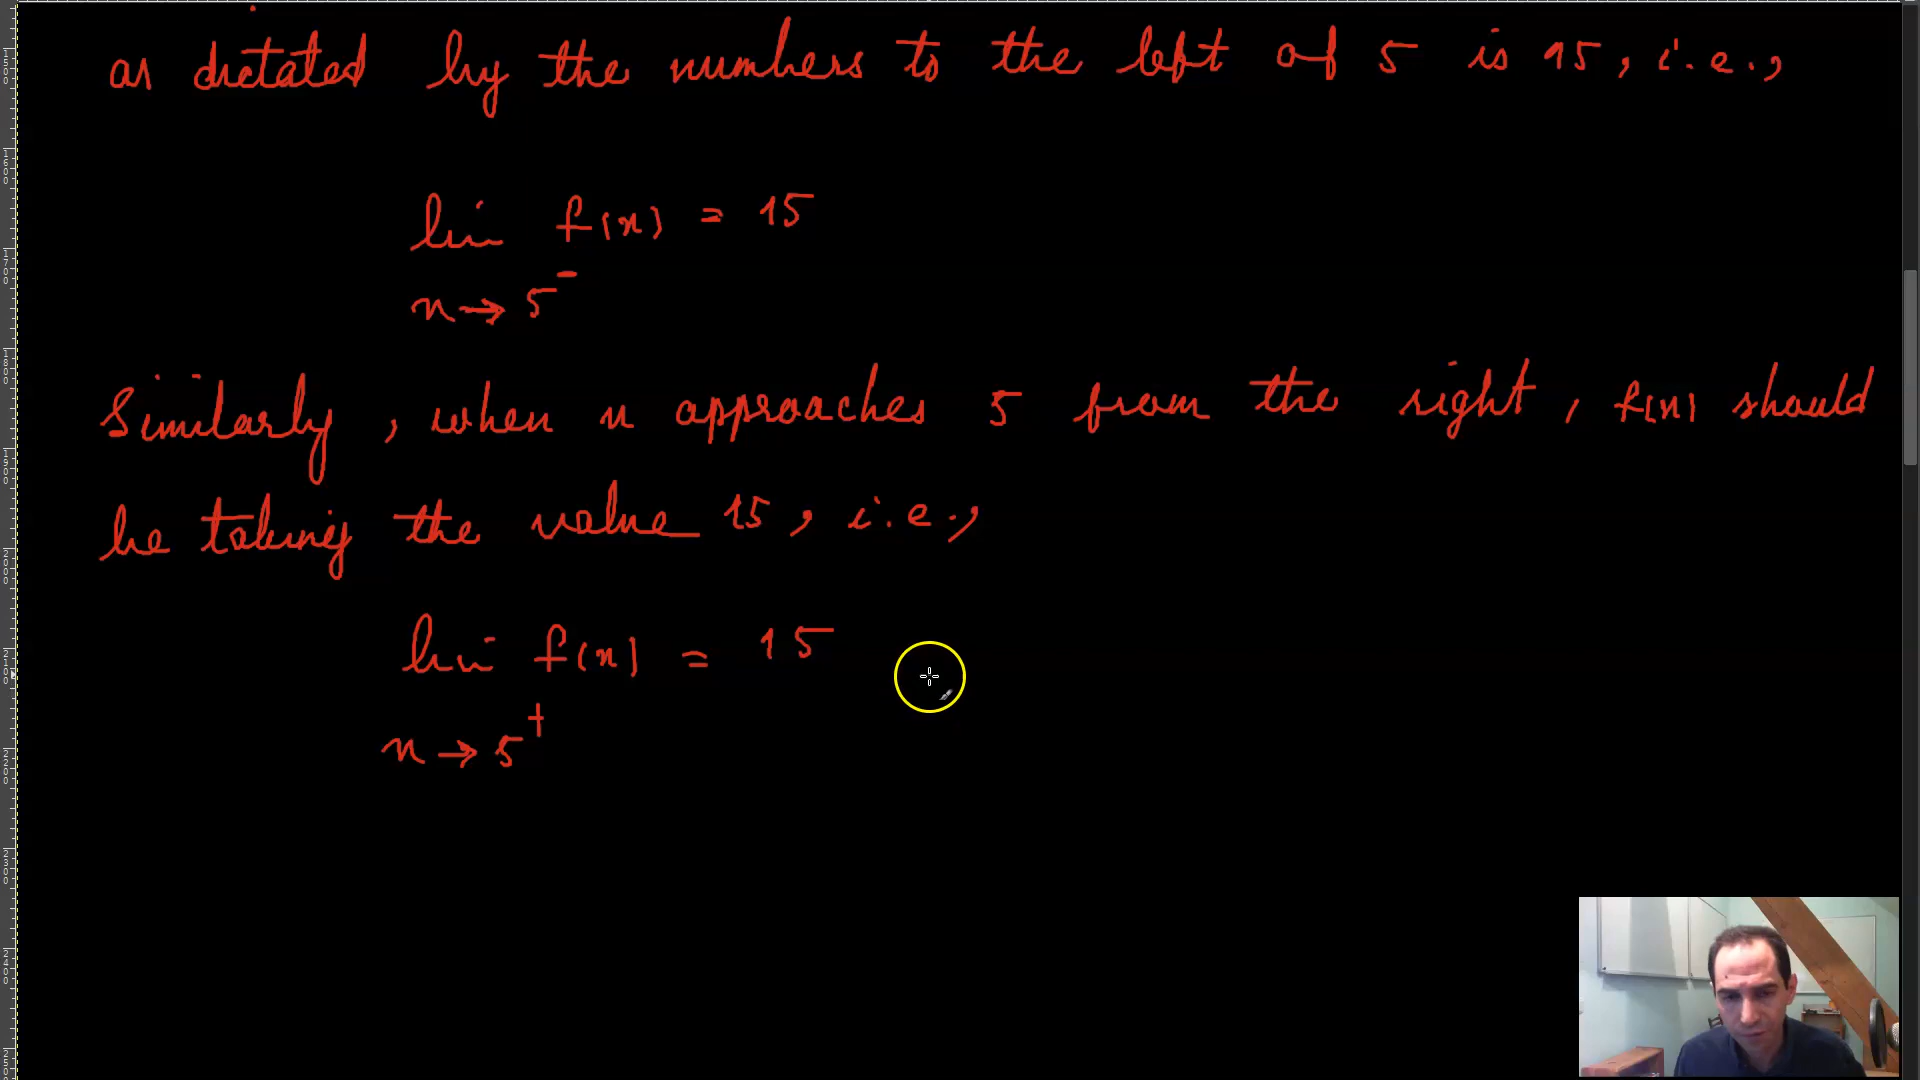 as dictated by the numbers to the left of 5 is 15, i.e.,
lim f(x) = 15
x → 5⁻
Similarly, when x approaches 5 from the right, f(x) should
be taking the value 15, i.e.,
lim f(x) = 15
x → 5⁺